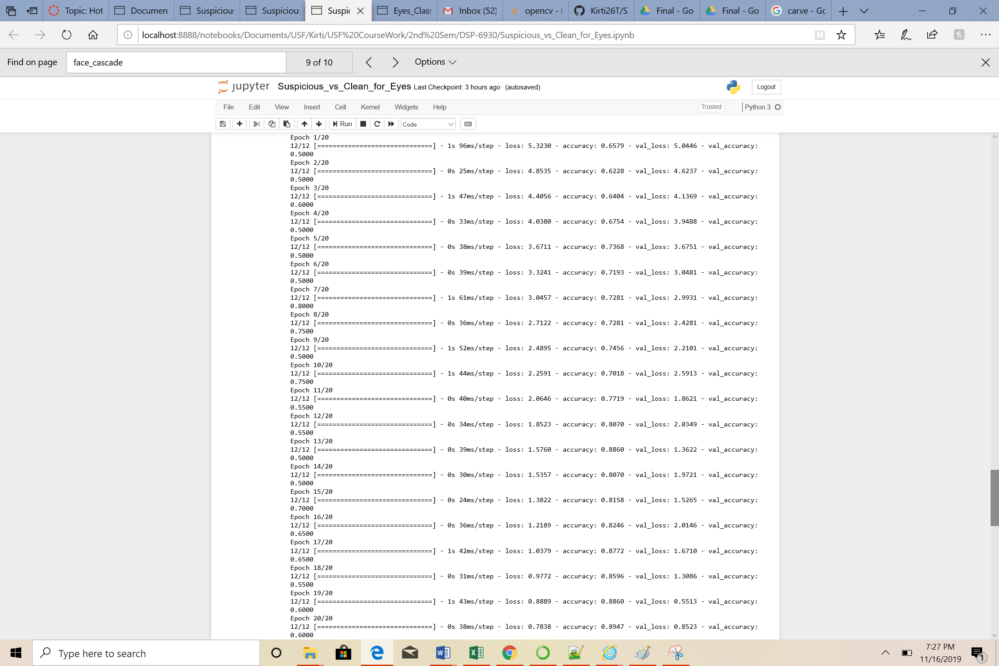 Topic: Hot
Documen
Suspicious
Suspicious
Suspic
Eyes_Class
Inbox (52)
opencv - 
Kirti26T/S
Final - Go
Final - Go
carve - Go
localhost:8888/notebooks/Documents/USF/Kirti/USF%20CourseWork/2nd%20Sem/DSP-6930/Suspicious_vs_Clean_for_Eyes.ipynb
Find on page
face_cascade
9 of 10
Options
jupyter Suspicious_vs_Clean_for_Eyes Last Checkpoint: 3 hours ago (autosaved)
Logout
File Edit View Insert Cell Kernel Widgets Help
Trusted
Python 3
Run
Code
Epoch 1/20
12/12 [==============================] - 1s 96ms/step - loss: 5.3230 - accuracy: 0.6579 - val_loss: 5.0446 - val_accuracy:
0.5000
Epoch 2/20
12/12 [==============================] - 0s 25ms/step - loss: 4.8535 - accuracy: 0.6228 - val_loss: 4.6237 - val_accuracy:
0.5000
Epoch 3/20
12/12 [==============================] - 1s 47ms/step - loss: 4.4056 - accuracy: 0.6404 - val_loss: 4.1369 - val_accuracy:
0.6000
Epoch 4/20
12/12 [==============================] - 0s 33ms/step - loss: 4.0380 - accuracy: 0.6754 - val_loss: 3.9488 - val_accuracy:
0.5000
Epoch 5/20
12/12 [==============================] - 0s 38ms/step - loss: 3.6711 - accuracy: 0.7368 - val_loss: 3.6751 - val_accuracy:
0.5000
Epoch 6/20
12/12 [==============================] - 0s 39ms/step - loss: 3.3241 - accuracy: 0.7193 - val_loss: 3.0481 - val_accuracy:
0.5000
Epoch 7/20
12/12 [==============================] - 1s 61ms/step - loss: 3.0457 - accuracy: 0.7281 - val_loss: 2.9931 - val_accuracy:
0.8000
Epoch 8/20
12/12 [==============================] - 0s 36ms/step - loss: 2.7122 - accuracy: 0.7281 - val_loss: 2.4281 - val_accuracy:
0.7500
Epoch 9/20
12/12 [==============================] - 1s 52ms/step - loss: 2.4895 - accuracy: 0.7456 - val_loss: 2.2101 - val_accuracy:
0.5000
Epoch 10/20
12/12 [==============================] - 1s 44ms/step - loss: 2.2591 - accuracy: 0.7018 - val_loss: 2.5913 - val_accuracy:
0.7500
Epoch 11/20
12/12 [==============================] - 0s 40ms/step - loss: 2.0646 - accuracy: 0.7719 - val_loss: 1.8621 - val_accuracy:
0.5500
Epoch 12/20
12/12 [==============================] - 0s 34ms/step - loss: 1.8523 - accuracy: 0.8070 - val_loss: 2.0349 - val_accuracy:
0.5500
Epoch 13/20
12/12 [==============================] - 0s 39ms/step - loss: 1.5760 - accuracy: 0.8860 - val_loss: 1.3622 - val_accuracy:
0.5000
Epoch 14/20
12/12 [==============================] - 0s 30ms/step - loss: 1.5357 - accuracy: 0.8070 - val_loss: 1.9721 - val_accuracy:
0.5000
Epoch 15/20
12/12 [==============================] - 0s 24ms/step - loss: 1.3822 - accuracy: 0.8158 - val_loss: 1.5265 - val_accuracy:
0.7000
Epoch 16/20
12/12 [==============================] - 0s 36ms/step - loss: 1.2189 - accuracy: 0.8246 - val_loss: 2.0146 - val_accuracy:
0.6500
Epoch 17/20
12/12 [==============================] - 1s 42ms/step - loss: 1.0379 - accuracy: 0.8772 - val_loss: 1.6710 - val_accuracy:
0.6500
Epoch 18/20
12/12 [==============================] - 0s 31ms/step - loss: 0.9772 - accuracy: 0.8596 - val_loss: 1.3086 - val_accuracy:
0.5500
Epoch 19/20
12/12 [==============================] - 1s 43ms/step - loss: 0.8889 - accuracy: 0.8860 - val_loss: 0.5513 - val_accuracy:
0.6000
Epoch 20/20
12/12 [==============================] - 0s 38ms/step - loss: 0.7838 - accuracy: 0.8947 - val_loss: 0.8523 - val_accuracy:
0.6000
Type here to search
7:27 PM
11/16/2019
1